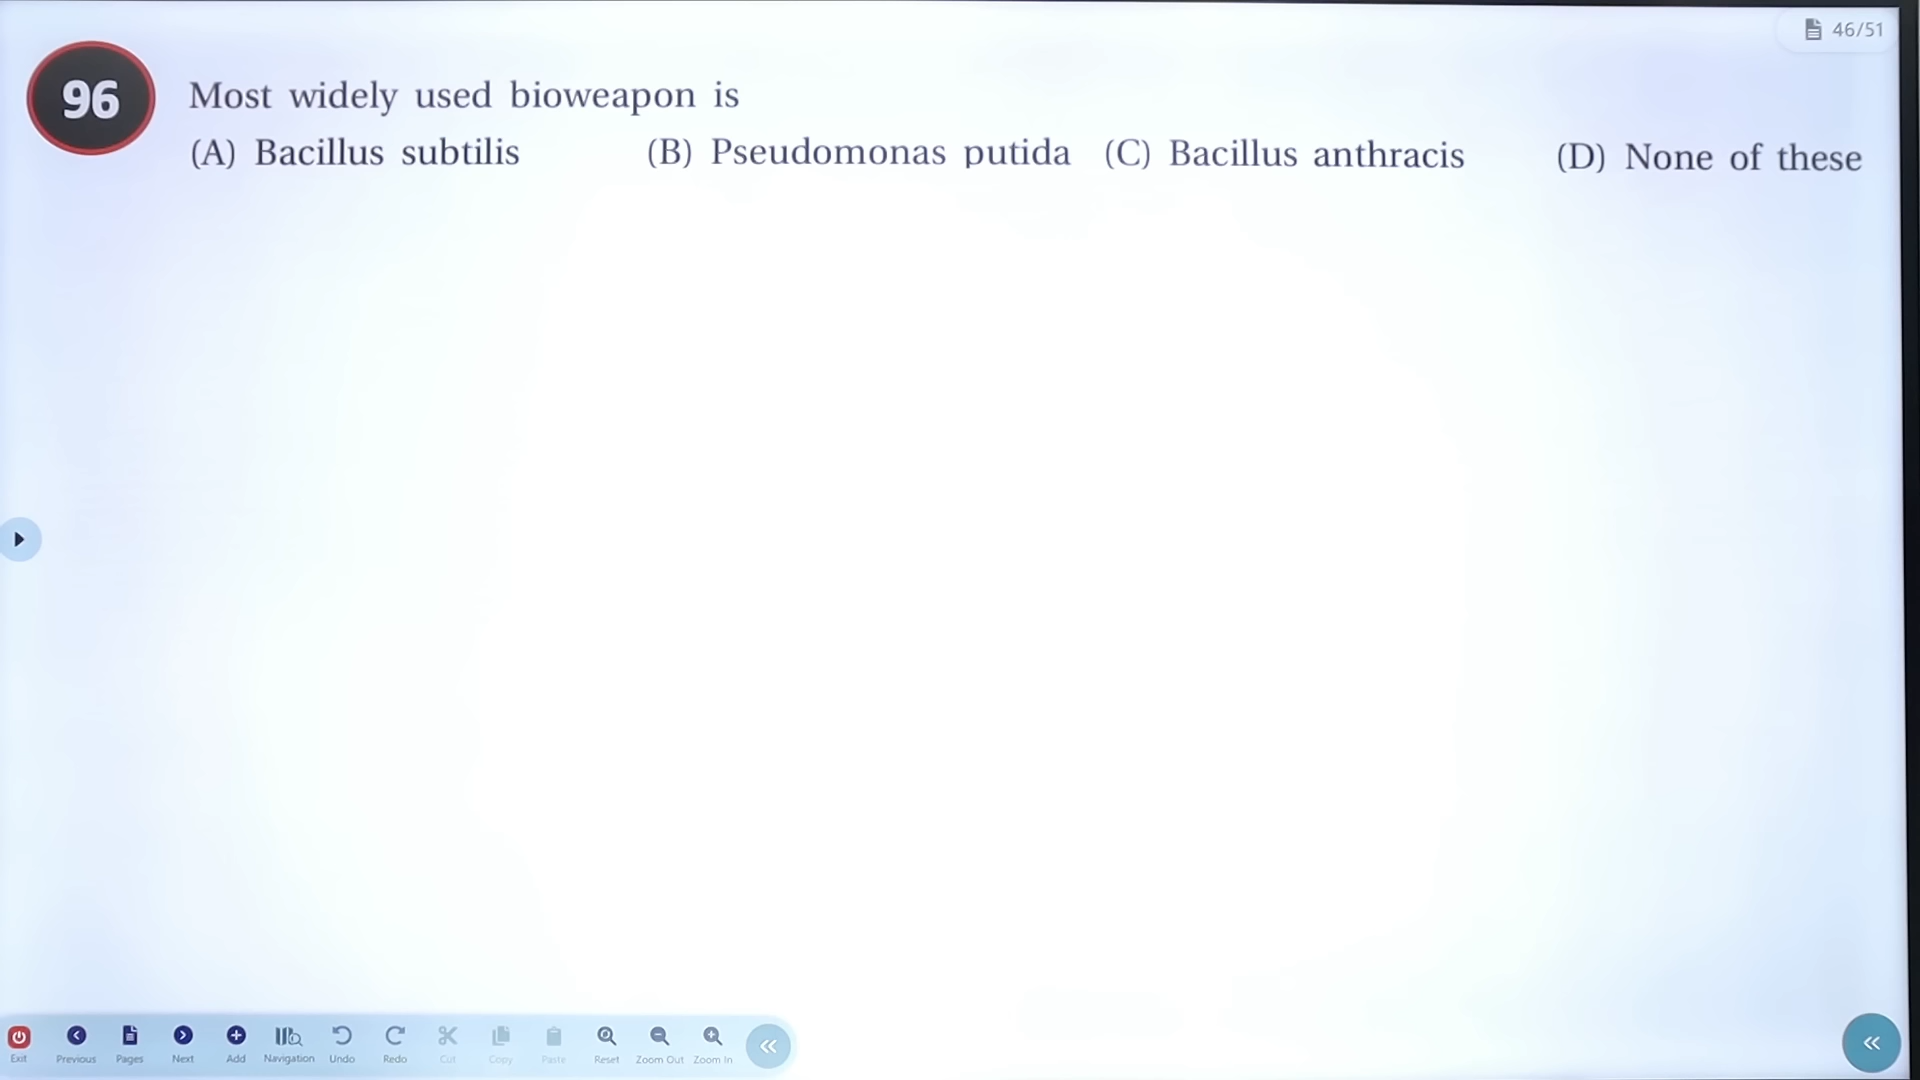 46/51
96
Most widely used bioweapon is
(A) Bacillus subtilis (B) Pseudomonas putida (C) Bacillus anthracis (D) None of these
Exit Previous Pages Next Add Navigation Undo Redo Cut Copy Paste Reset Zoom Out Zoom In